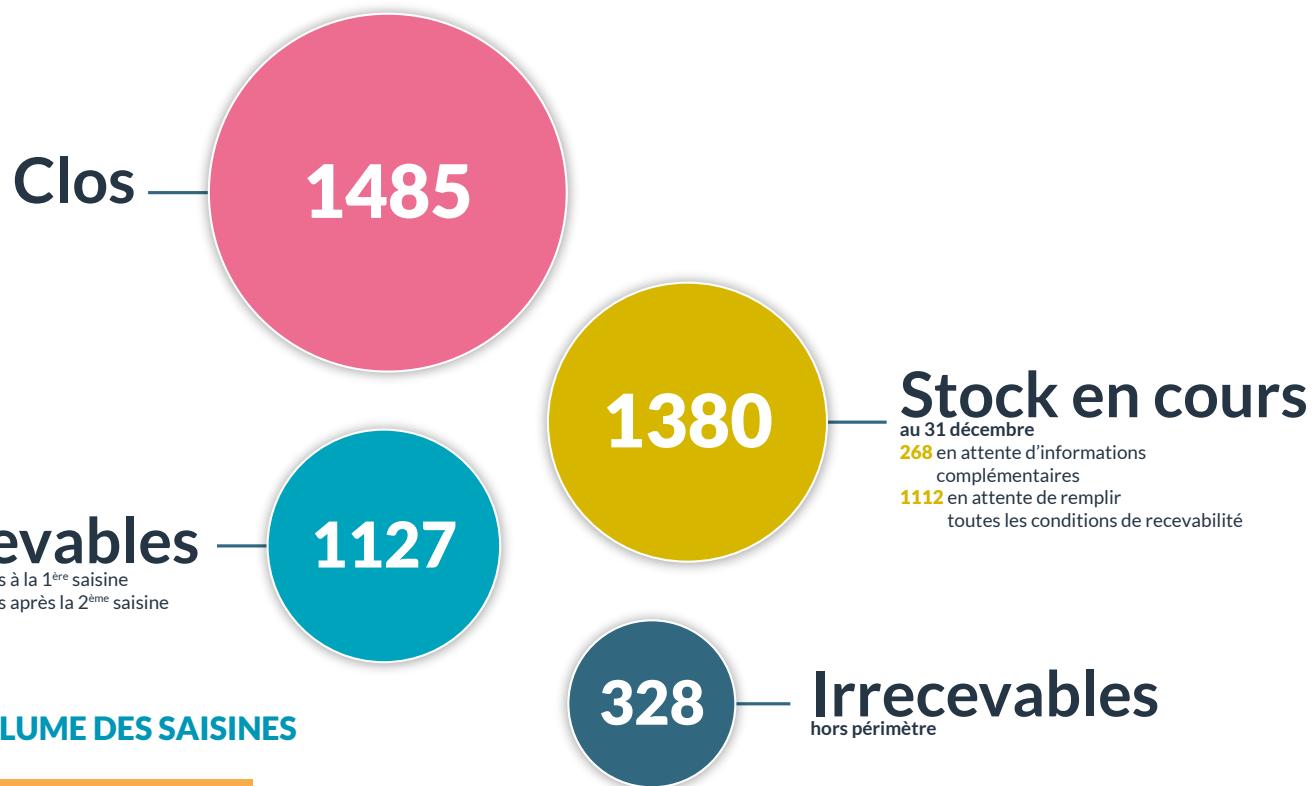 Clos
1485
1380
Stock en cours
au 31 décembre
268 en attente d’informations
complémentaires
1112 en attente de remplir
toutes les conditions de recevabilité
evables
1127
s à la 1ère saisine
s après la 2ème saisine
328
Irrecevables
hors périmètre
LUME DES SAISINES